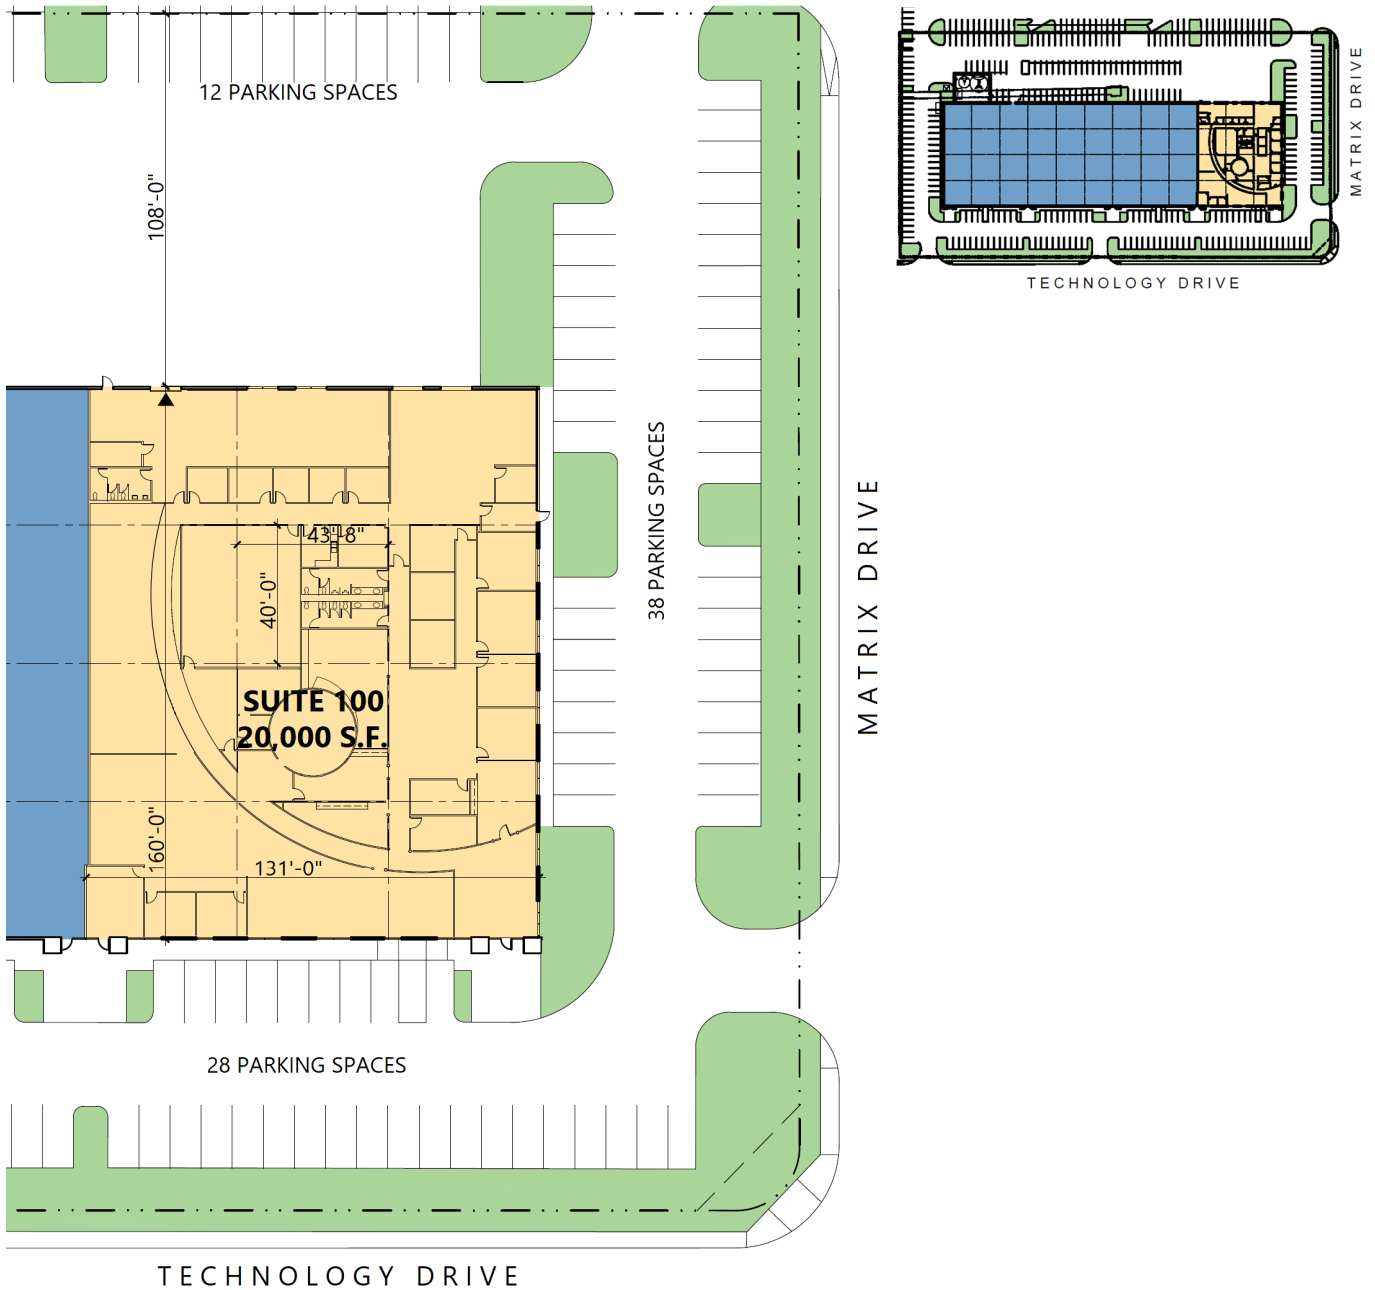 12 PARKING SPACES
108'-0"
MATRIX DRIVE
TECHNOLOGY DRIVE
38 PARKING SPACES
MATRIX DRIVE
43'-8"
40'-0"
SUITE 100
20,000 S.F.
160'-0"
131'-0"
28 PARKING SPACES
TECHNOLOGY DRIVE